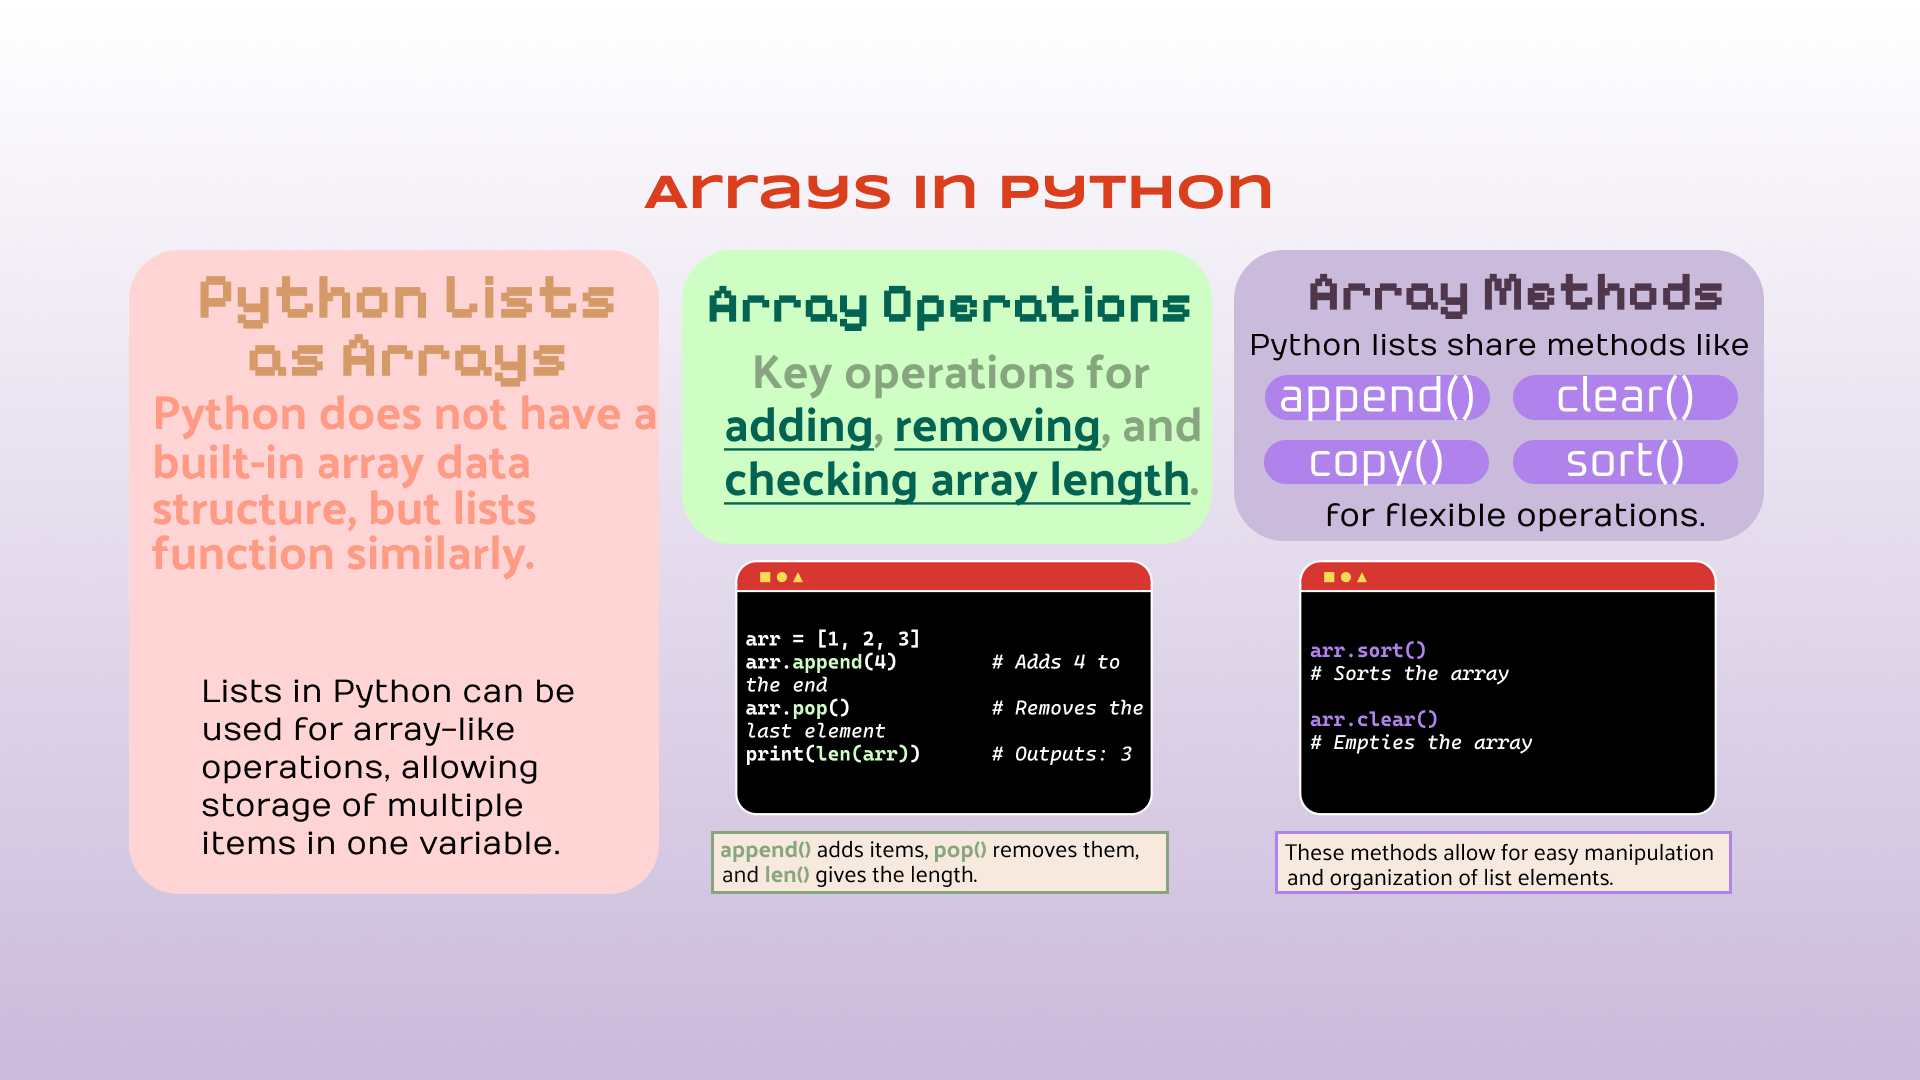 Arrays in Python
Python Lists
as Arrays
Python does not have a
built-in array data
structure, but lists
function similarly.
Lists in Python can be
used for array-like
operations, allowing
storage of multiple
items in one variable.
Array Operations
Key operations for
adding, removing, and
checking array length.
arr = [1, 2, 3]
arr.append(4) # Adds 4 to
the end
arr.pop() # Removes the
last element
print(len(arr)) # Outputs: 3
append() adds items, pop() removes them,
and len() gives the length.
Array Methods
Python lists share methods like
append() clear()
copy() sort()
for flexible operations.
arr.sort()
# Sorts the array
arr.clear()
# Empties the array
These methods allow for easy manipulation
and organization of list elements.